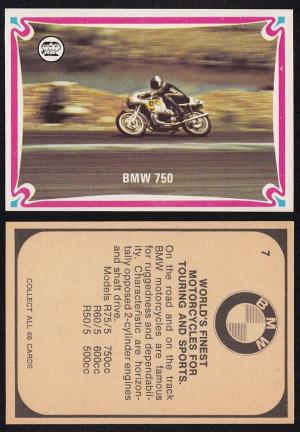 BMW 750
7
BMW
WORLD'S FINEST
MOTORCYCLES FOR
TOURING AND SPORTS.
On the road and on the track
BMW motorcycles are famous
for ruggedness and dependabil-
ity. Characteristic are horizon-
tally opposed 2-cylinder engines
and shaft drive.
Models R75/5 750cc
R60/5 600cc
R50/5 500cc
COLLECT ALL 66 CARDS